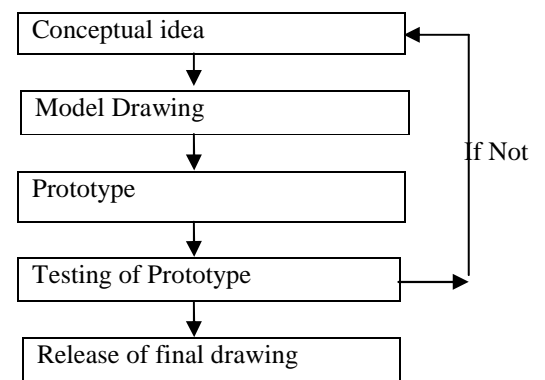 Conceptual idea
Model Drawing
If Not
Prototype
Testing of Prototype
Release of final drawing